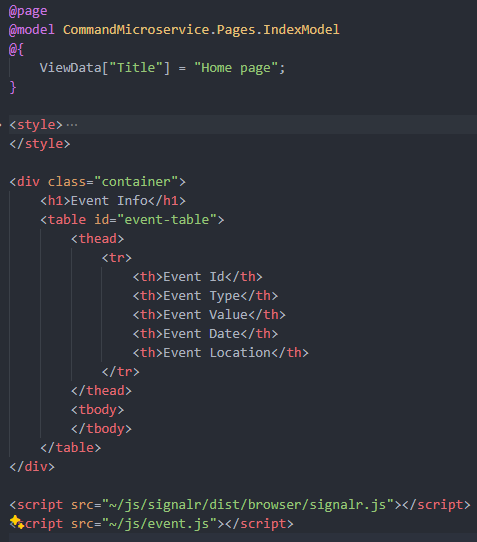 @page
@model CommandMicroservice.Pages.IndexModel
@{
    ViewData["Title"] = "Home page";
}

<style>···
</style>

<div class="container">
    <h1>Event Info</h1>
    <table id="event-table">
        <thead>
            <tr>
                <th>Event Id</th>
                <th>Event Type</th>
                <th>Event Value</th>
                <th>Event Date</th>
                <th>Event Location</th>
            </tr>
        </thead>
        <tbody>
        </tbody>
    </table>
</div>

<script src="~/js/signalr/dist/browser/signalr.js"></script>
cript src="~/js/event.js"></script>